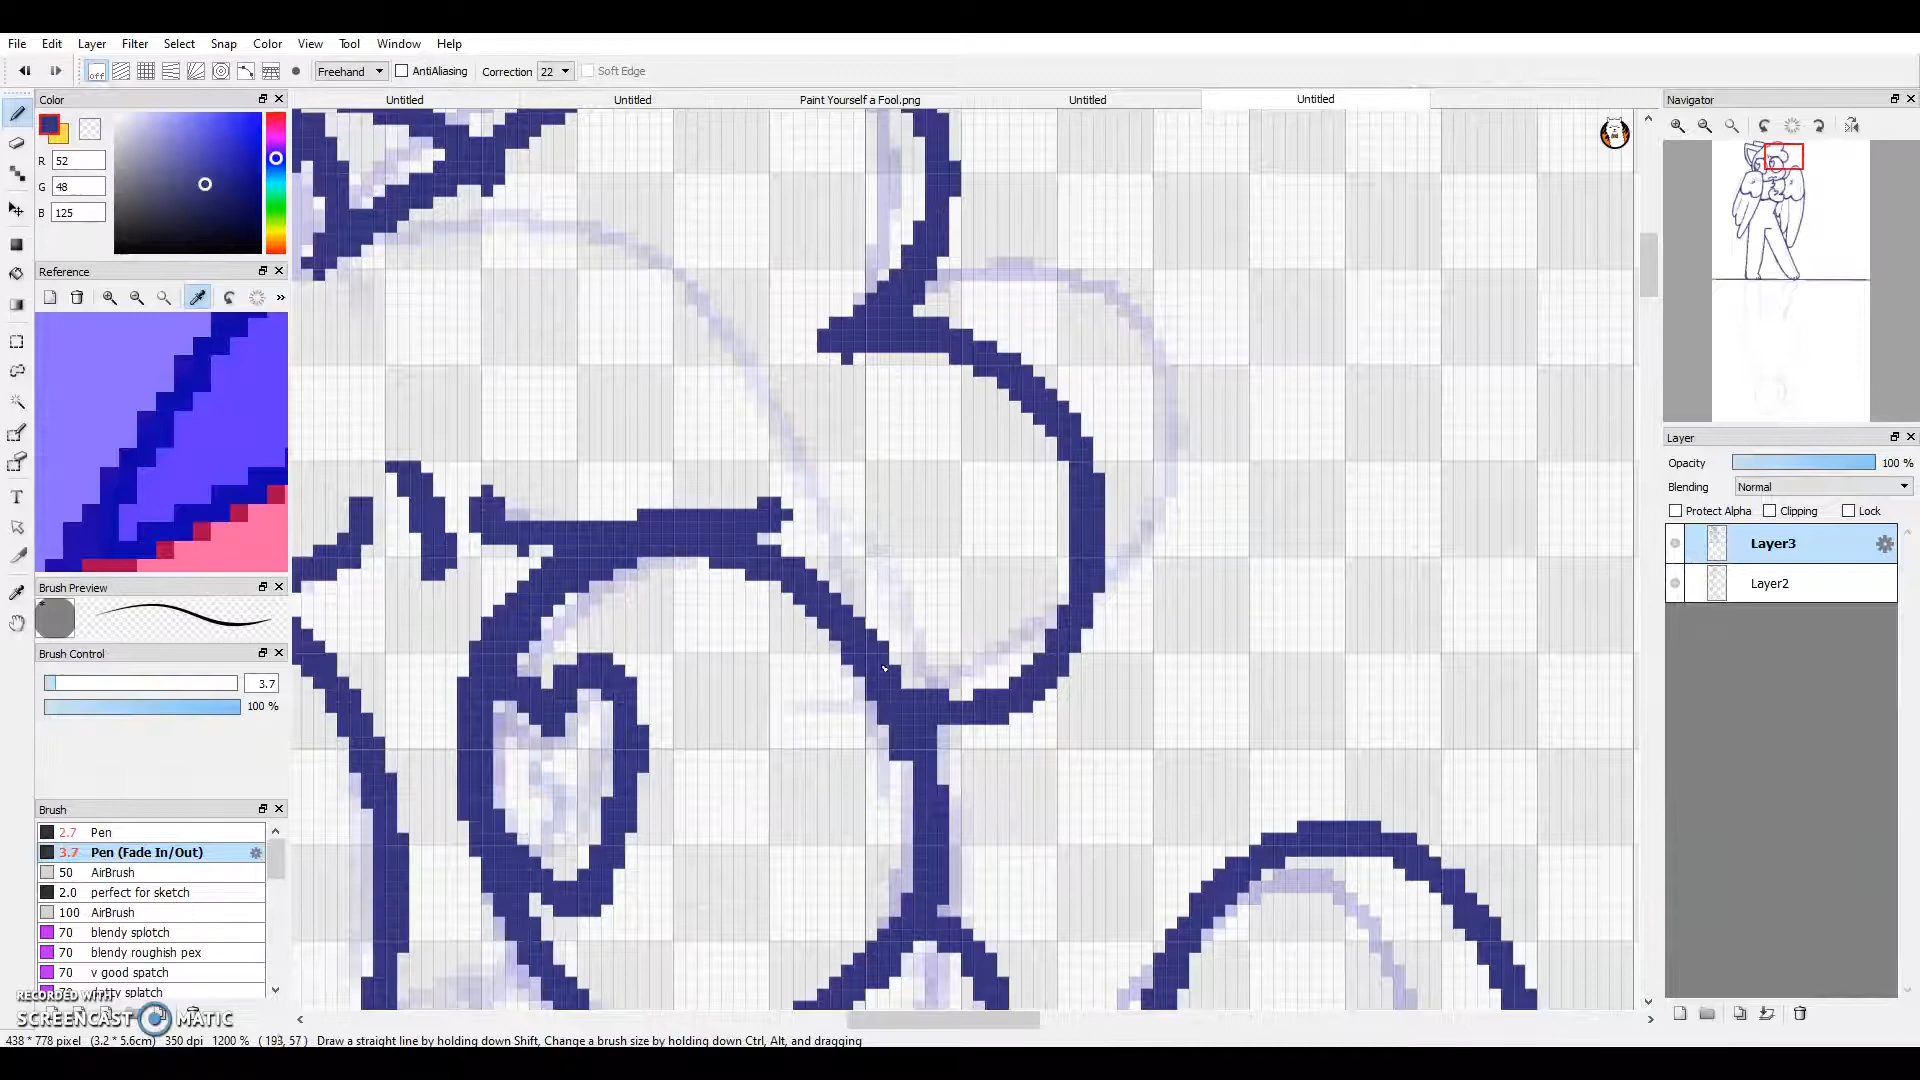 File Edit Layer Filter Select Snap Color View Tool Window Help
off Freehand AntiAliasing Correction 22 Soft Edge
Color
Untitled Untitled Paint Yourself a Fool.png Untitled Untitled
Navigator
R 52
G 48
B 125
Reference
Layer
Opacity 100 %
Blending Normal
Protect Alpha Clipping Lock
Layer3
Layer2
Brush Preview
Brush Control
3.7
100 %
Brush
2.7 Pen
3.7 Pen (Fade In/Out)
50 AirBrush
2.0 perfect for sketch
100 AirBrush
70 blendy splotch
70 blendy roughish pex
70 v good spatch
splatch
RECORDED WITH
SCREENCAST MATIC
438 * 778 pixel (3.2 * 5.6cm) 350 dpi 1200 % ( 193, 57 ) Draw a straight line by holding down Shift, Change a brush size by holding down Ctrl, Alt, and dragging